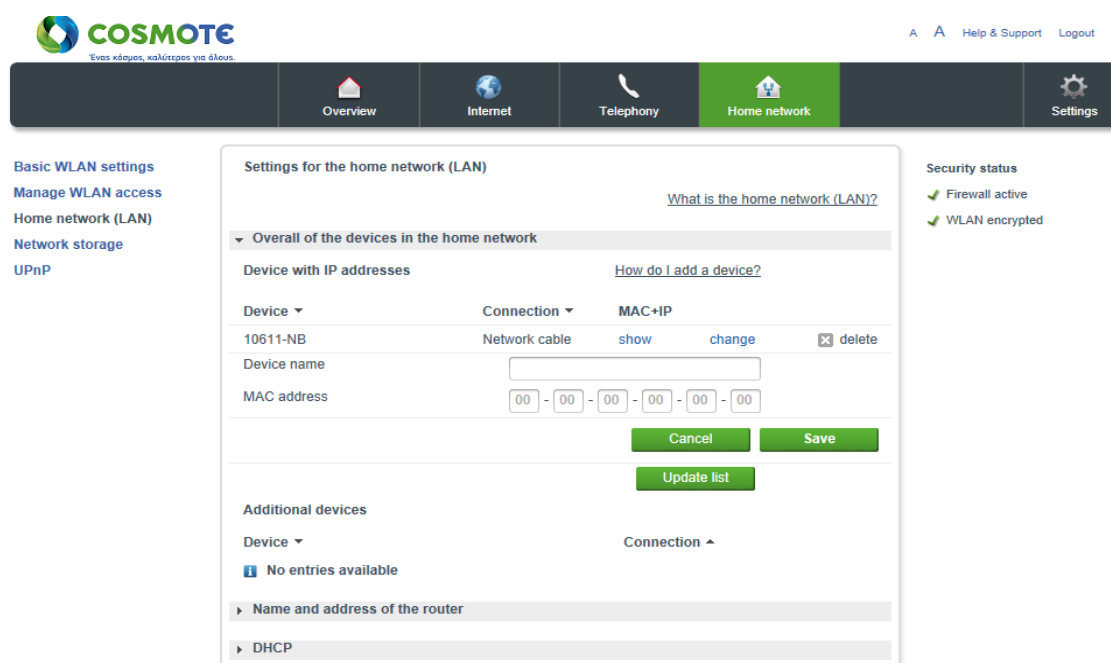 COSMOTE
Ένας κόσμος, καλύτερος για όλους.
A A Help & Support Logout
Overview Internet Telephony Home network Settings
Basic WLAN settings
Manage WLAN access
Home network (LAN)
Network storage
UPnP
Settings for the home network (LAN)
What is the home network (LAN)?
Overall of the devices in the home network
Device with IP addresses How do I add a device?
Device Connection MAC+IP
10611-NB Network cable show change delete
Device name
MAC address 00 - 00 - 00 - 00 - 00 - 00
Cancel Save
Update list
Additional devices
Device Connection
No entries available
Name and address of the router
DHCP
Security status
Firewall active
WLAN encrypted